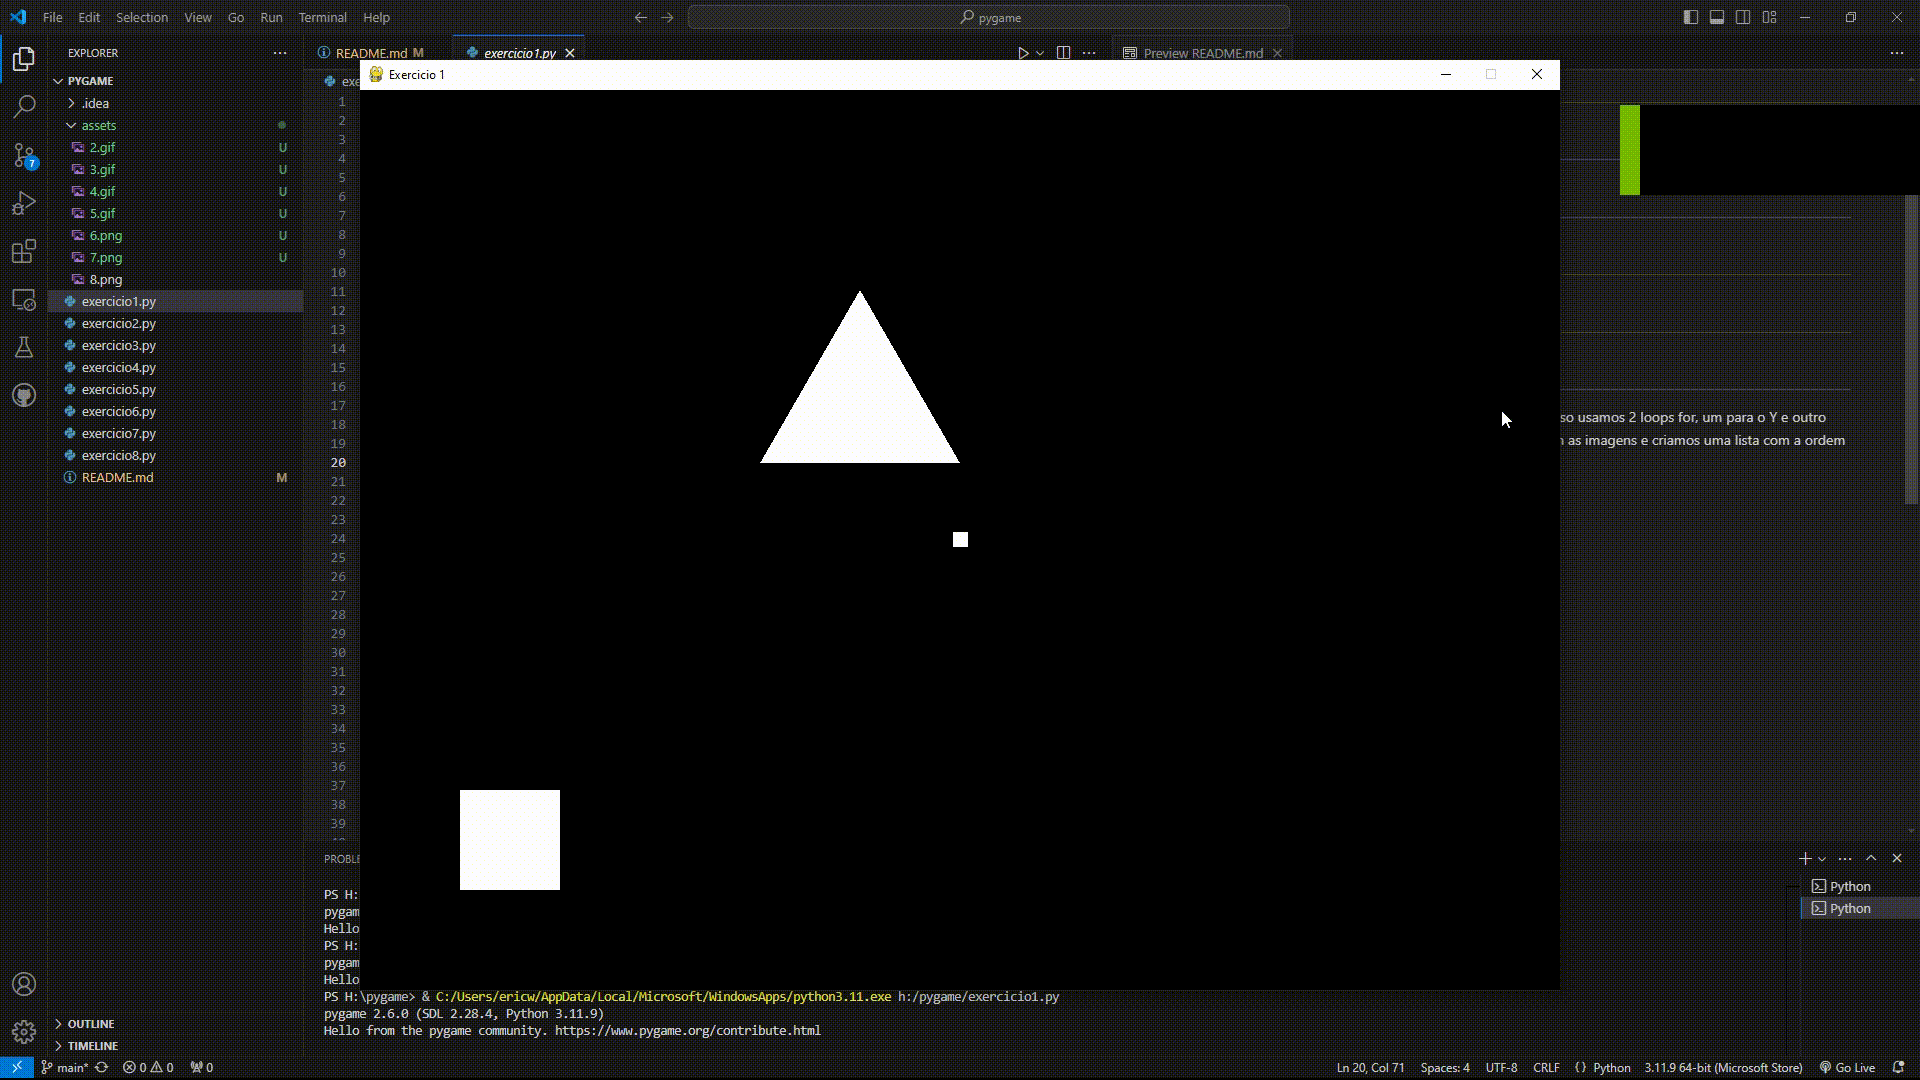 File Edit Selection View Go Run Terminal Help
pygame
EXPLORER
README.md M
exercicio1.py
Preview README.md
Exercicio 1
PYGAME
.idea
assets
2.gif U
3.gif U
4.gif U
5.gif U
6.png U
7.png U
8.png
exercicio1.py
exercicio2.py
exercicio3.py
exercicio4.py
exercicio5.py
exercicio6.py
exercicio7.py
exercicio8.py
README.md M
7
OUTLINE
TIMELINE
1
2
3
4
5
6
7
8
9
10
11
12
13
14
15
16
17
18
19
20
21
22
23
24
25
26
27
28
29
30
31
32
33
34
35
36
37
38
39
so usamos 2 loops for, um para o Y e outro
as imagens e criamos uma lista com a ordem
PROBLE
PS H:
pygam
Hello
PS H:
pygam
Hello
PS H:\pygame> & C:/Users/ericw/AppData/Local/Microsoft/WindowsApps/python3.11.exe h:/pygame/exercicio1.py
pygame 2.6.0 (SDL 2.28.4, Python 3.11.9)
Hello from the pygame community. https://www.pygame.org/contribute.html
Python
Python
main* 0 0 0
Ln 20, Col 71 Spaces: 4 UTF-8 CRLF {} Python 3.11.9 64-bit (Microsoft Store) Go Live